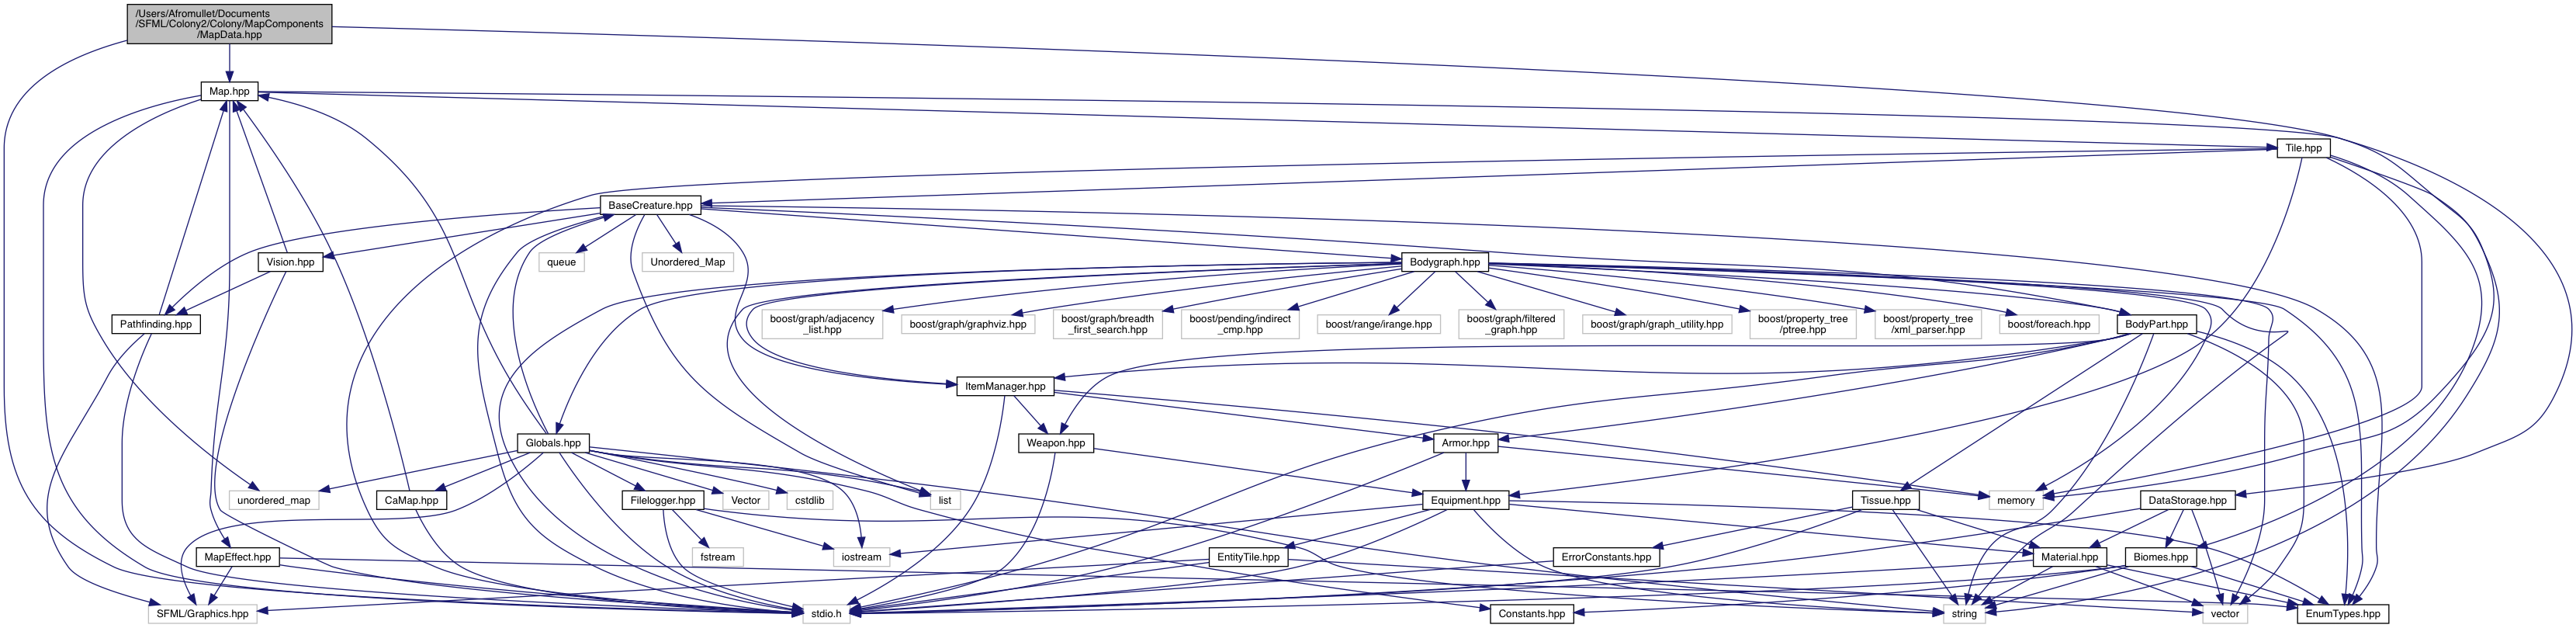 /Users/Afromullet/Documents
/SFML/Colony2/Colony/MapComponents
/MapData.hpp
Map.hpp
Tile.hpp
BaseCreature.hpp
Vision.hpp
queue
Unordered_Map
Bodygraph.hpp
Pathfinding.hpp
boost/graph/adjacency
_list.hpp
boost/graph/graphviz.hpp
boost/graph/breadth
_first_search.hpp
boost/pending/indirect
_cmp.hpp
boost/range/irange.hpp
boost/graph/filtered
_graph.hpp
boost/graph/graph_utility.hpp
boost/property_tree
/ptree.hpp
boost/property_tree
/xml_parser.hpp
boost/foreach.hpp
BodyPart.hpp
ItemManager.hpp
Globals.hpp
Weapon.hpp
Armor.hpp
unordered_map
CaMap.hpp
Filelogger.hpp
Vector
cstdlib
list
Equipment.hpp
Tissue.hpp
memory
DataStorage.hpp
MapEffect.hpp
fstream
iostream
EntityTile.hpp
ErrorConstants.hpp
Material.hpp
Biomes.hpp
SFML/Graphics.hpp
stdio.h
Constants.hpp
string
vector
EnumTypes.hpp